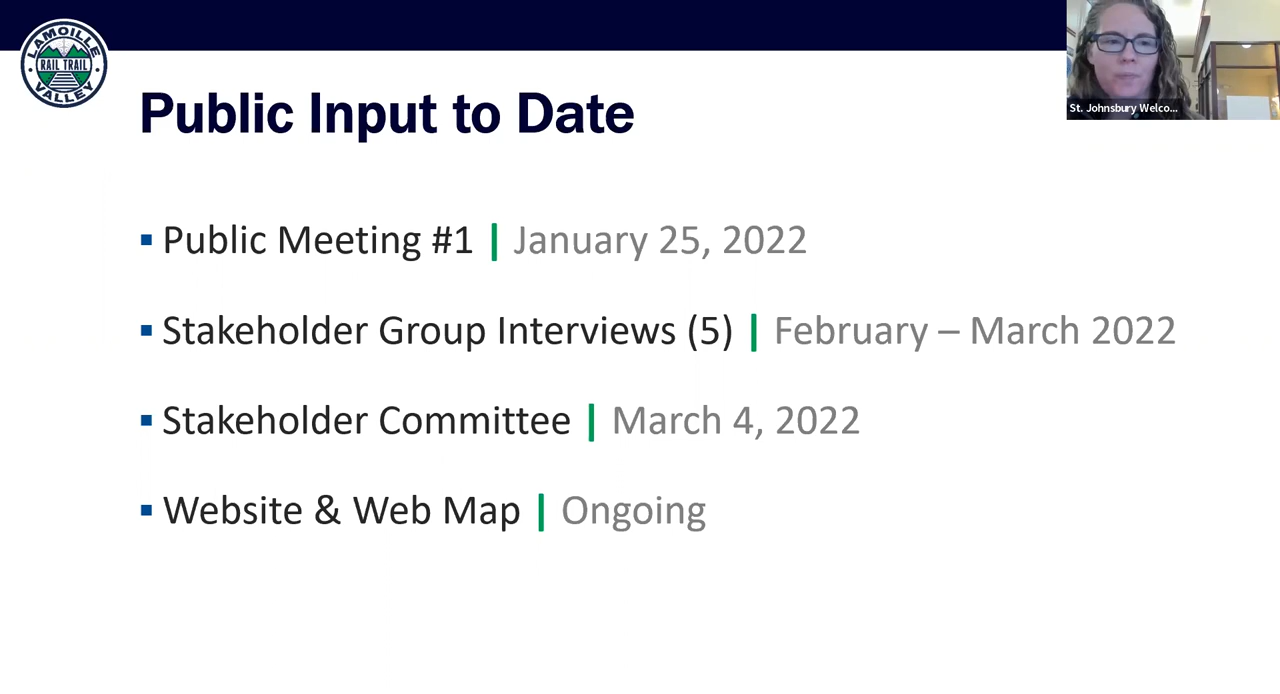 LAMOILLE
RAIL TRAIL
VALLEY
St. Johnsbury Welco...
Public Input to Date
▪ Public Meeting #1 | January 25, 2022
▪ Stakeholder Group Interviews (5) | February – March 2022
▪ Stakeholder Committee | March 4, 2022
▪ Website & Web Map | Ongoing